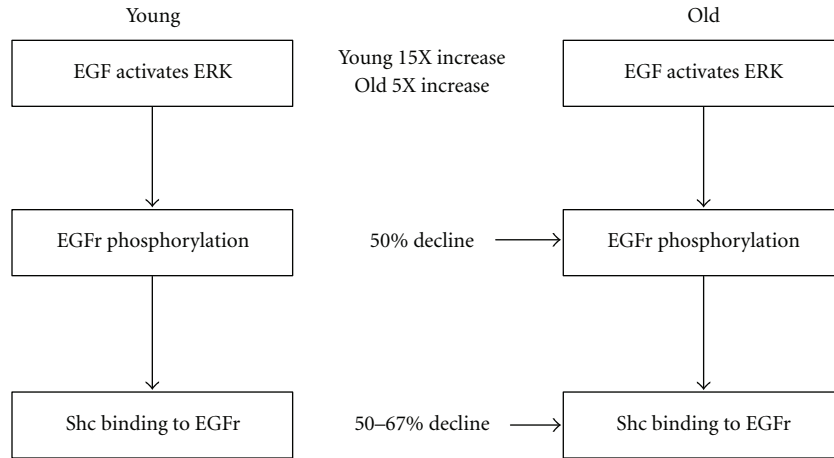 Young
Old
EGF activates ERK
Young 15X increase
Old 5X increase
EGF activates ERK
EGFr phosphorylation
50% decline
EGFr phosphorylation
Shc binding to EGFr
50–67% decline
Shc binding to EGFr